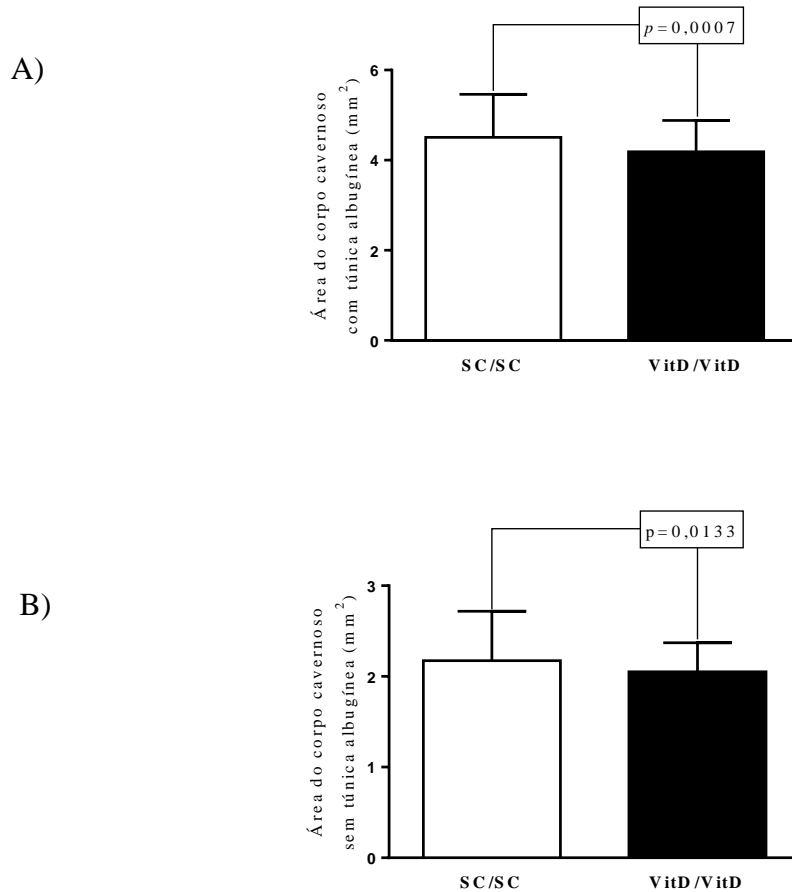 A)
p=0,0007
Área do corpo cavernoso
com túnica albugínea (mm²)
6
4
2
0
SC/SC
VitD/VitD
B)
p=0,0133
Área do corpo cavernoso
sem túnica albugínea (mm²)
3
2
1
0
SC/SC
VitD/VitD